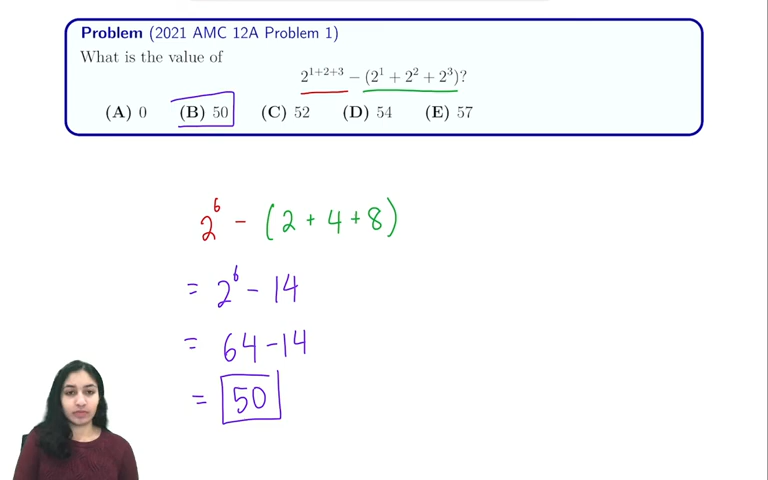 Problem (2021 AMC 12A Problem 1)
What is the value of
2^{1+2+3} − (2^1 + 2^2 + 2^3)?
(A) 0 (B) 50 (C) 52 (D) 54 (E) 57
2^6 − (2 + 4 + 8)
= 2^6 − 14
= 64 − 14
= 50